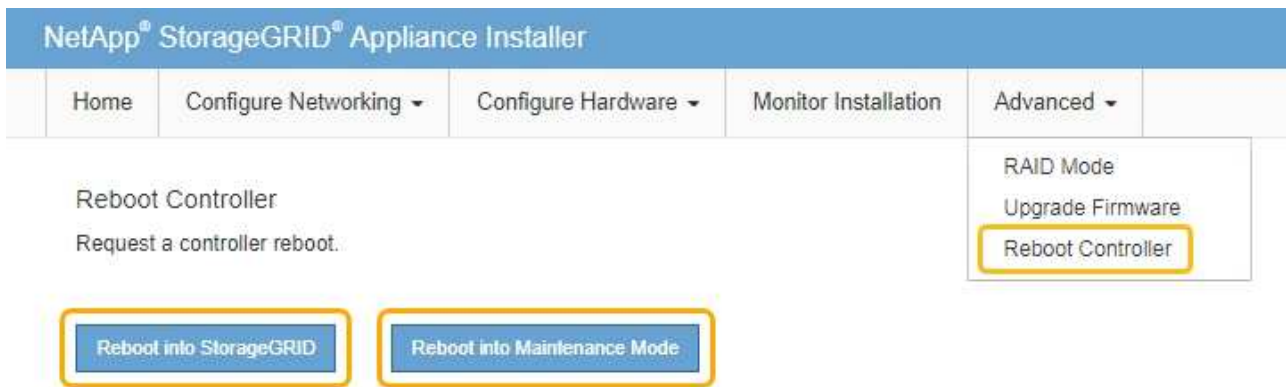 NetApp® StorageGRID® Appliance Installer
Home Configure Networking Configure Hardware Monitor Installation Advanced
RAID Mode
Upgrade Firmware
Reboot Controller
Reboot Controller
Request a controller reboot.
Reboot into StorageGRID Reboot into Maintenance Mode